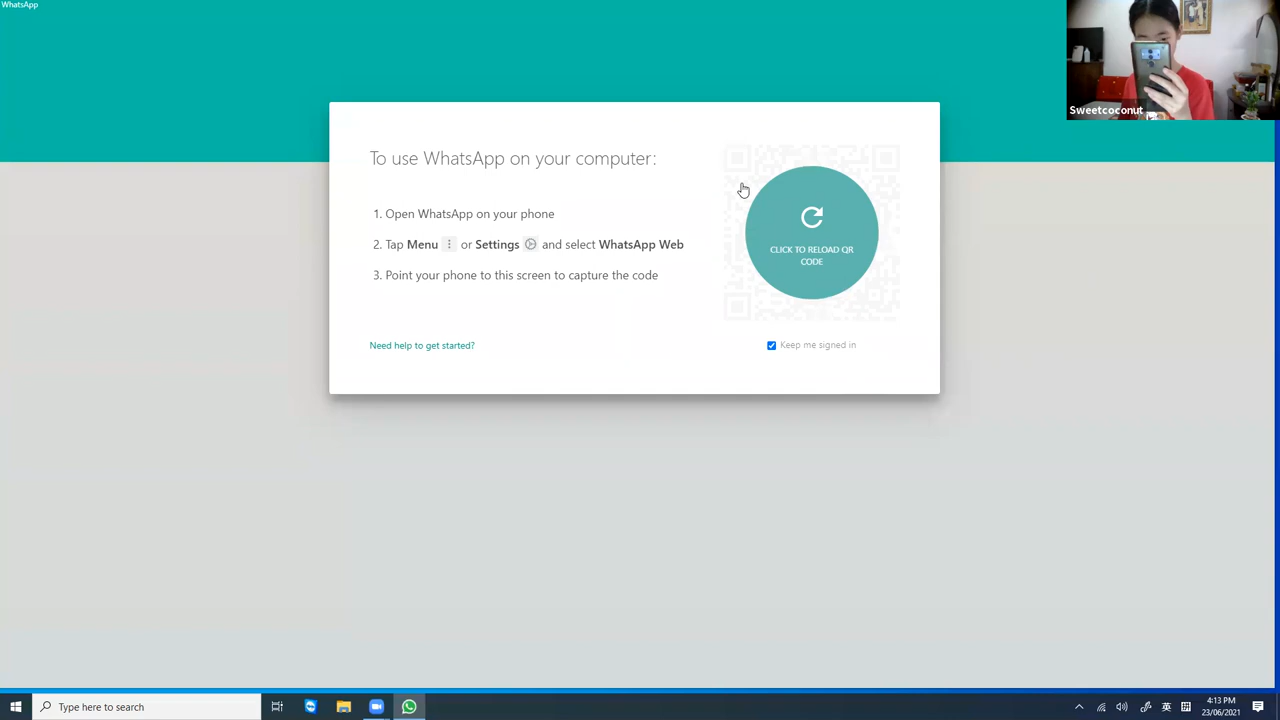 WhatsApp
Sweetcoconut
To use WhatsApp on your computer:
1. Open WhatsApp on your phone
2. Tap Menu or Settings and select WhatsApp Web
3. Point your phone to this screen to capture the code
CLICK TO RELOAD QR
CODE
Need help to get started?
Keep me signed in
Type here to search
英
拼
4:13 PM
23/06/2021